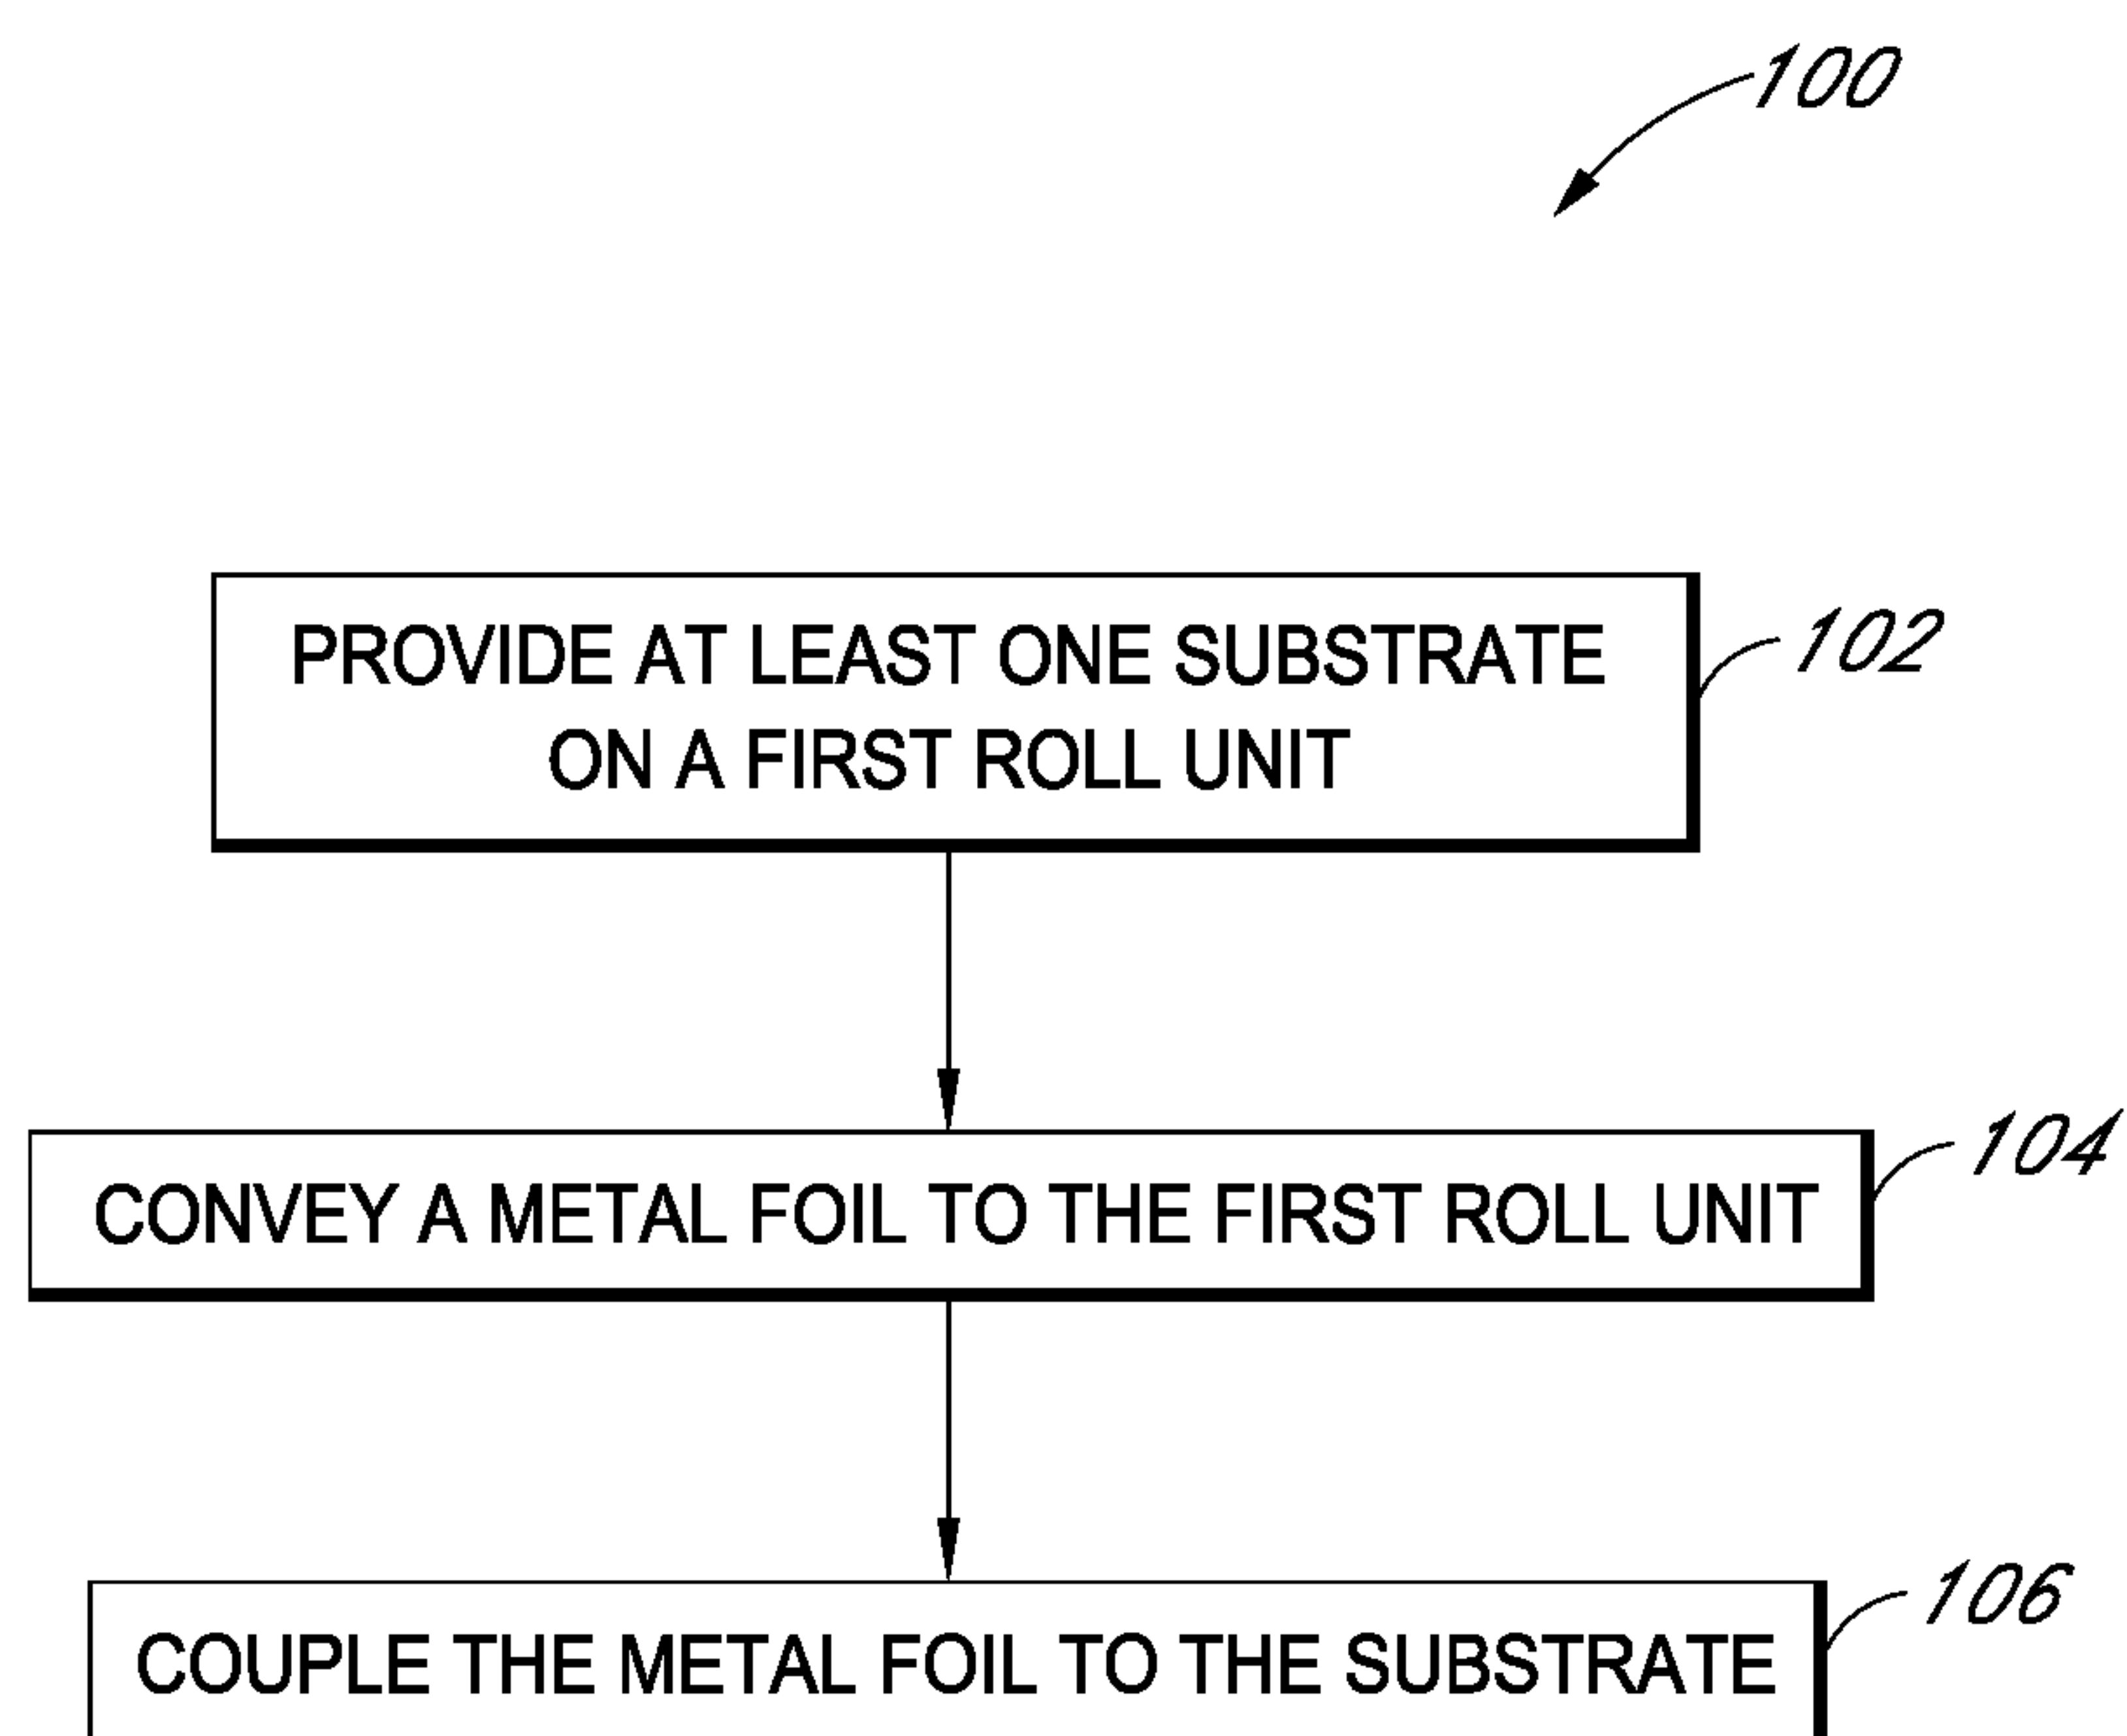 100
PROVIDE AT LEAST ONE SUBSTRATE
ON A FIRST ROLL UNIT
102
CONVEY A METAL FOIL TO THE FIRST ROLL UNIT
104
COUPLE THE METAL FOIL TO THE SUBSTRATE
106